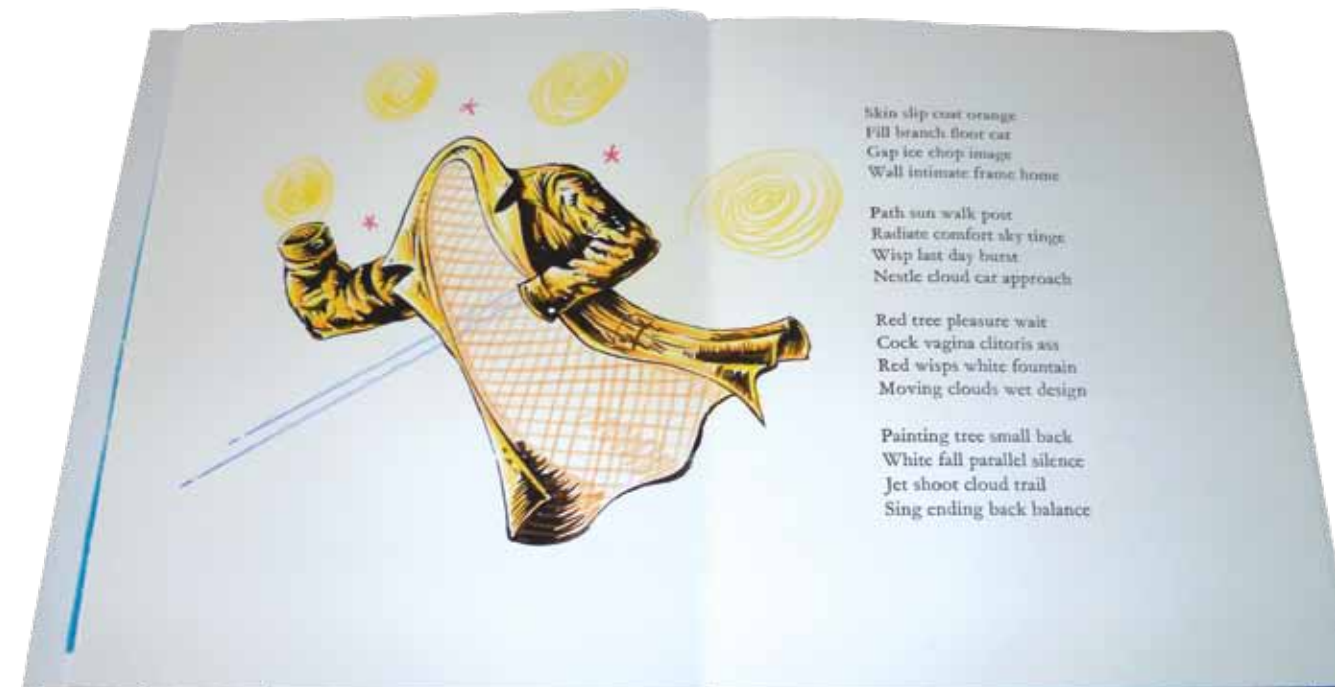 Skin slip coat orange
Fill branch floor cat
Gap ice chop image
Wall intimate frame home

Path sun walk post
Radiate comfort sky tinge
Wisp last day burst
Nestle cloud car approach

Red tree pleasure wait
Cock vagina clitoris ass
Red wisps white fountain
Moving clouds wet design

Painting tree small back
White fall parallel silence
Jet shoot cloud trail
Sing ending back balance